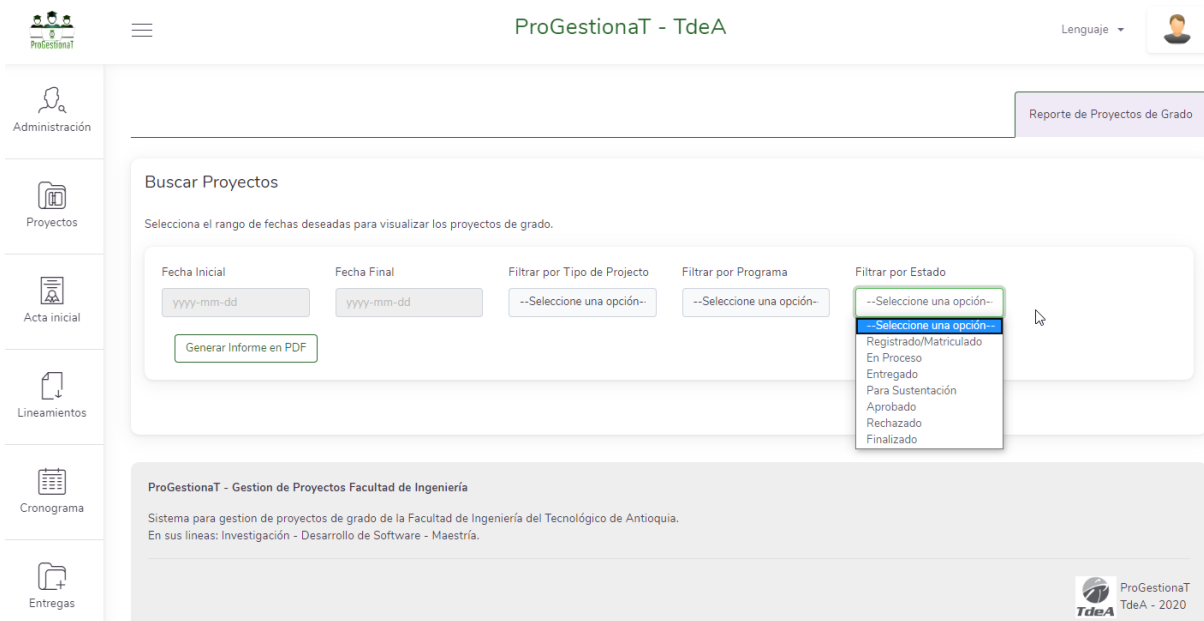 ProGestionaT
ProGestionaT - TdeA
Lenguaje
Administración
Proyectos
Acta inicial
Lineamientos
Cronograma
Entregas
Reporte de Proyectos de Grado
Buscar Proyectos
Selecciona el rango de fechas deseadas para visualizar los proyectos de grado.
Fecha Inicial
yyyy-mm-dd
Fecha Final
yyyy-mm-dd
Filtrar por Tipo de Projecto
--Seleccione una opción-
Filtrar por Programa
--Seleccione una opción-
Filtrar por Estado
--Seleccione una opción-
--Seleccione una opción--
Registrado/Matriculado
En Proceso
Entregado
Para Sustentación
Aprobado
Rechazado
Finalizado
Generar Informe en PDF
ProGestionaT - Gestion de Proyectos Facultad de Ingeniería
Sistema para gestion de proyectos de grado de la Facultad de Ingeniería del Tecnológico de Antioquia.
En sus lineas: Investigación - Desarrollo de Software - Maestría.
TdeA
ProGestionaT
TdeA - 2020